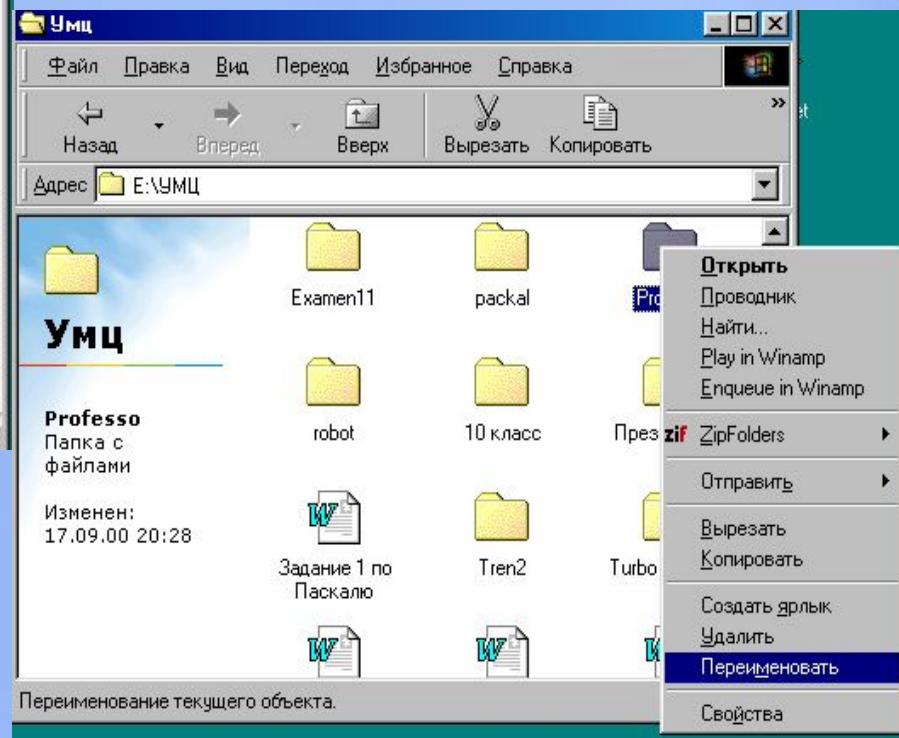 Умц
Файл Правка Вид Переход Избранное Справка
Назад Вперед Вверх Вырезать Копировать »
Адрес E:\УМЦ
Умц
Professo
Папка с
файлами
Изменен:
17.09.00 20:28
Examen11 packal
robot 10 класс
Задание 1 по
Паскалю
Tren2 Turbo
Открыть
Проводник
Найти...
Play in Winamp
Enqueue in Winamp
zif ZipFolders
Отправить
Вырезать
Копировать
Создать ярлык
Удалить
Переименовать
Свойства
Переименование текущего объекта.